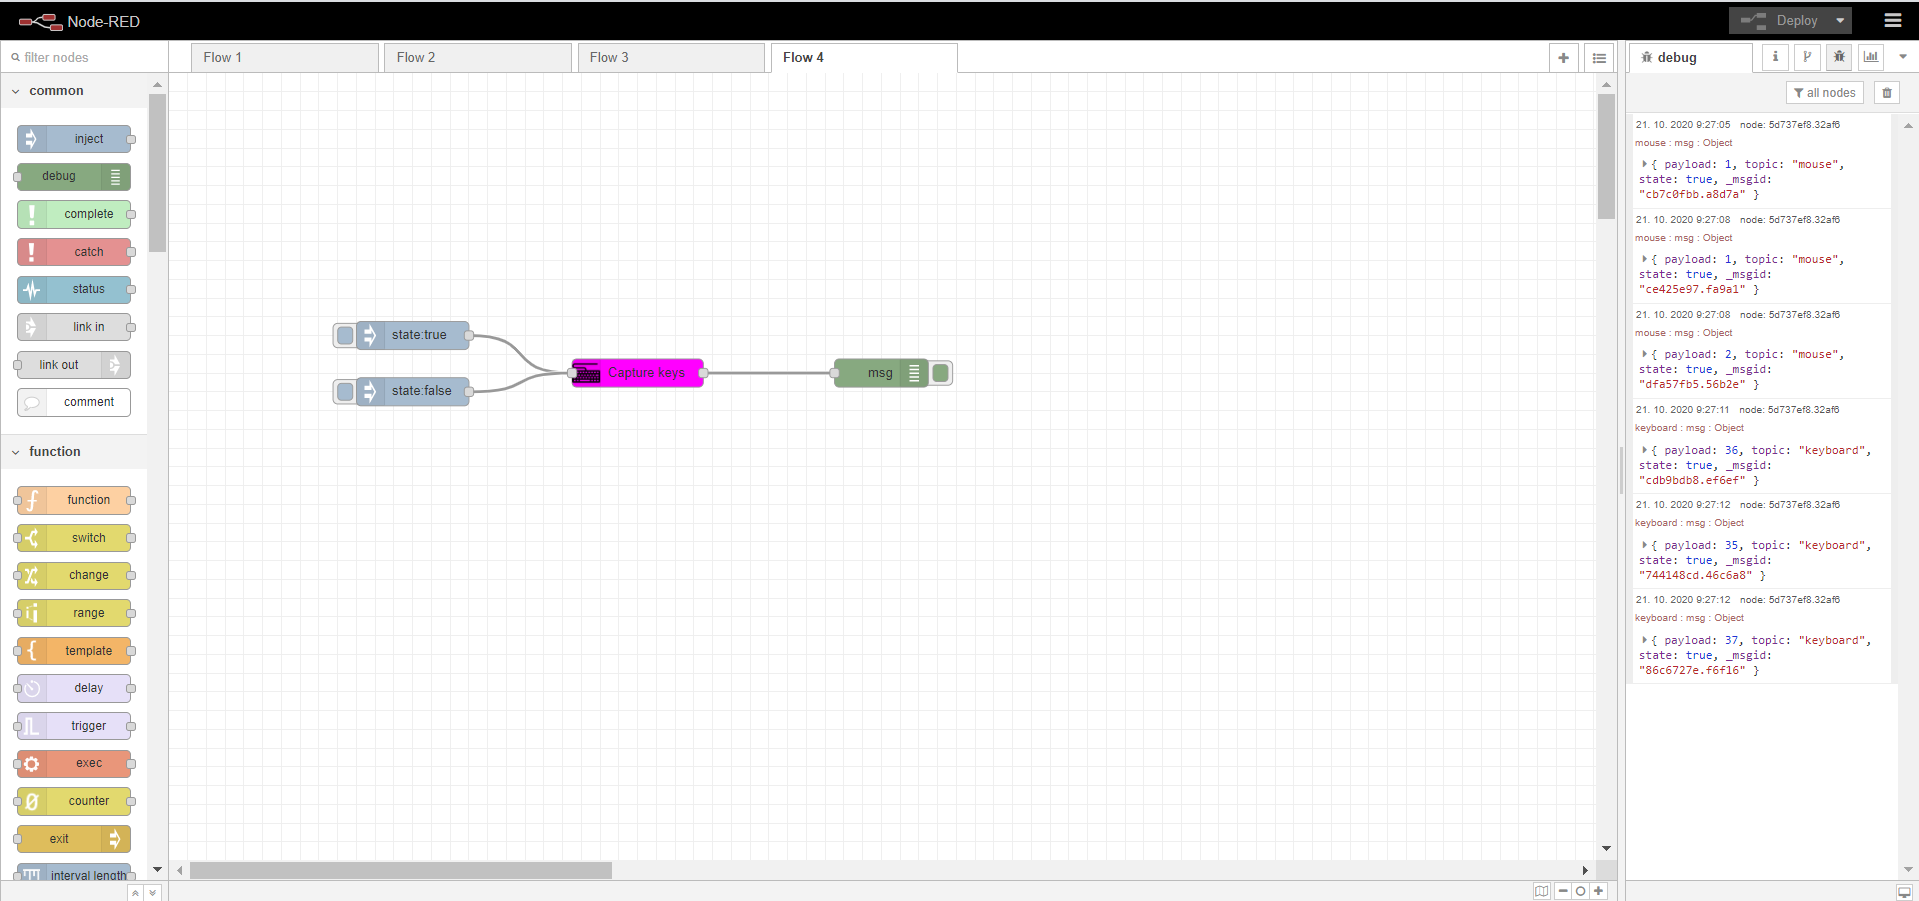 Node-RED
Deploy
filter nodes
Flow 1
Flow 2
Flow 3
Flow 4
debug
i
all nodes
common
inject
debug
complete
catch
status
link in
link out
comment
function
function
switch
change
range
template
delay
trigger
exec
counter
exit
interval length
state:true
state:false
Capture keys
msg
21. 10. 2020 9:27:05 node: 5d737ef8.32af6
mouse : msg : Object
{ payload: 1, topic: "mouse",
state: true, _msgid:
"cb7c0fbb.a8d7a" }
21. 10. 2020 9:27:08 node: 5d737ef8.32af6
mouse : msg : Object
{ payload: 1, topic: "mouse",
state: true, _msgid:
"ce425e97.fa9a1" }
21. 10. 2020 9:27:08 node: 5d737ef8.32af6
mouse : msg : Object
{ payload: 2, topic: "mouse",
state: true, _msgid:
"dfa57fb5.56b2e" }
21. 10. 2020 9:27:11 node: 5d737ef8.32af6
keyboard : msg : Object
{ payload: 36, topic: "keyboard",
state: true, _msgid:
"cdb9bdb8.ef6ef" }
21. 10. 2020 9:27:12 node: 5d737ef8.32af6
keyboard : msg : Object
{ payload: 35, topic: "keyboard",
state: true, _msgid:
"744148cd.46c6a8" }
21. 10. 2020 9:27:12 node: 5d737ef8.32af6
keyboard : msg : Object
{ payload: 37, topic: "keyboard",
state: true, _msgid:
"86c6727e.f6f16" }